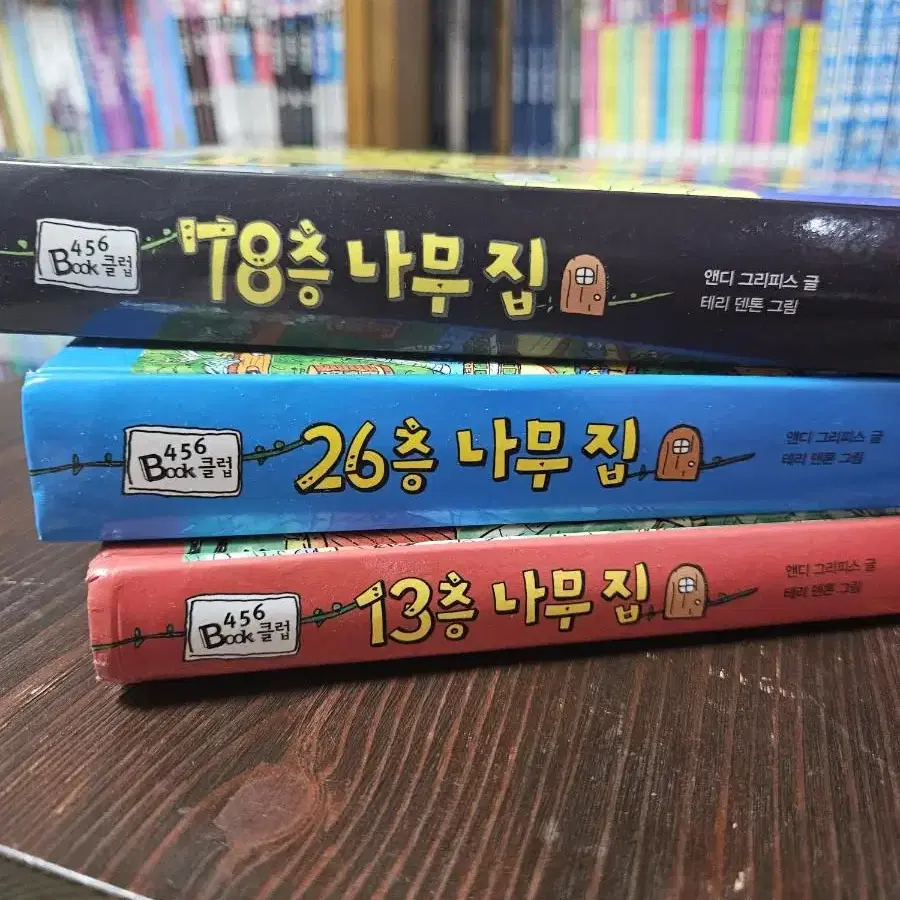 456
Book 클럽
78층 나무 집
앤디 그리피스 글
테리 덴톤 그림
456
Book 클럽
26층 나무 집
앤디 그리피스 글
테리 덴톤 그림
456
Book 클럽
13층 나무 집
앤디 그리피스 글
테리 덴톤 그림